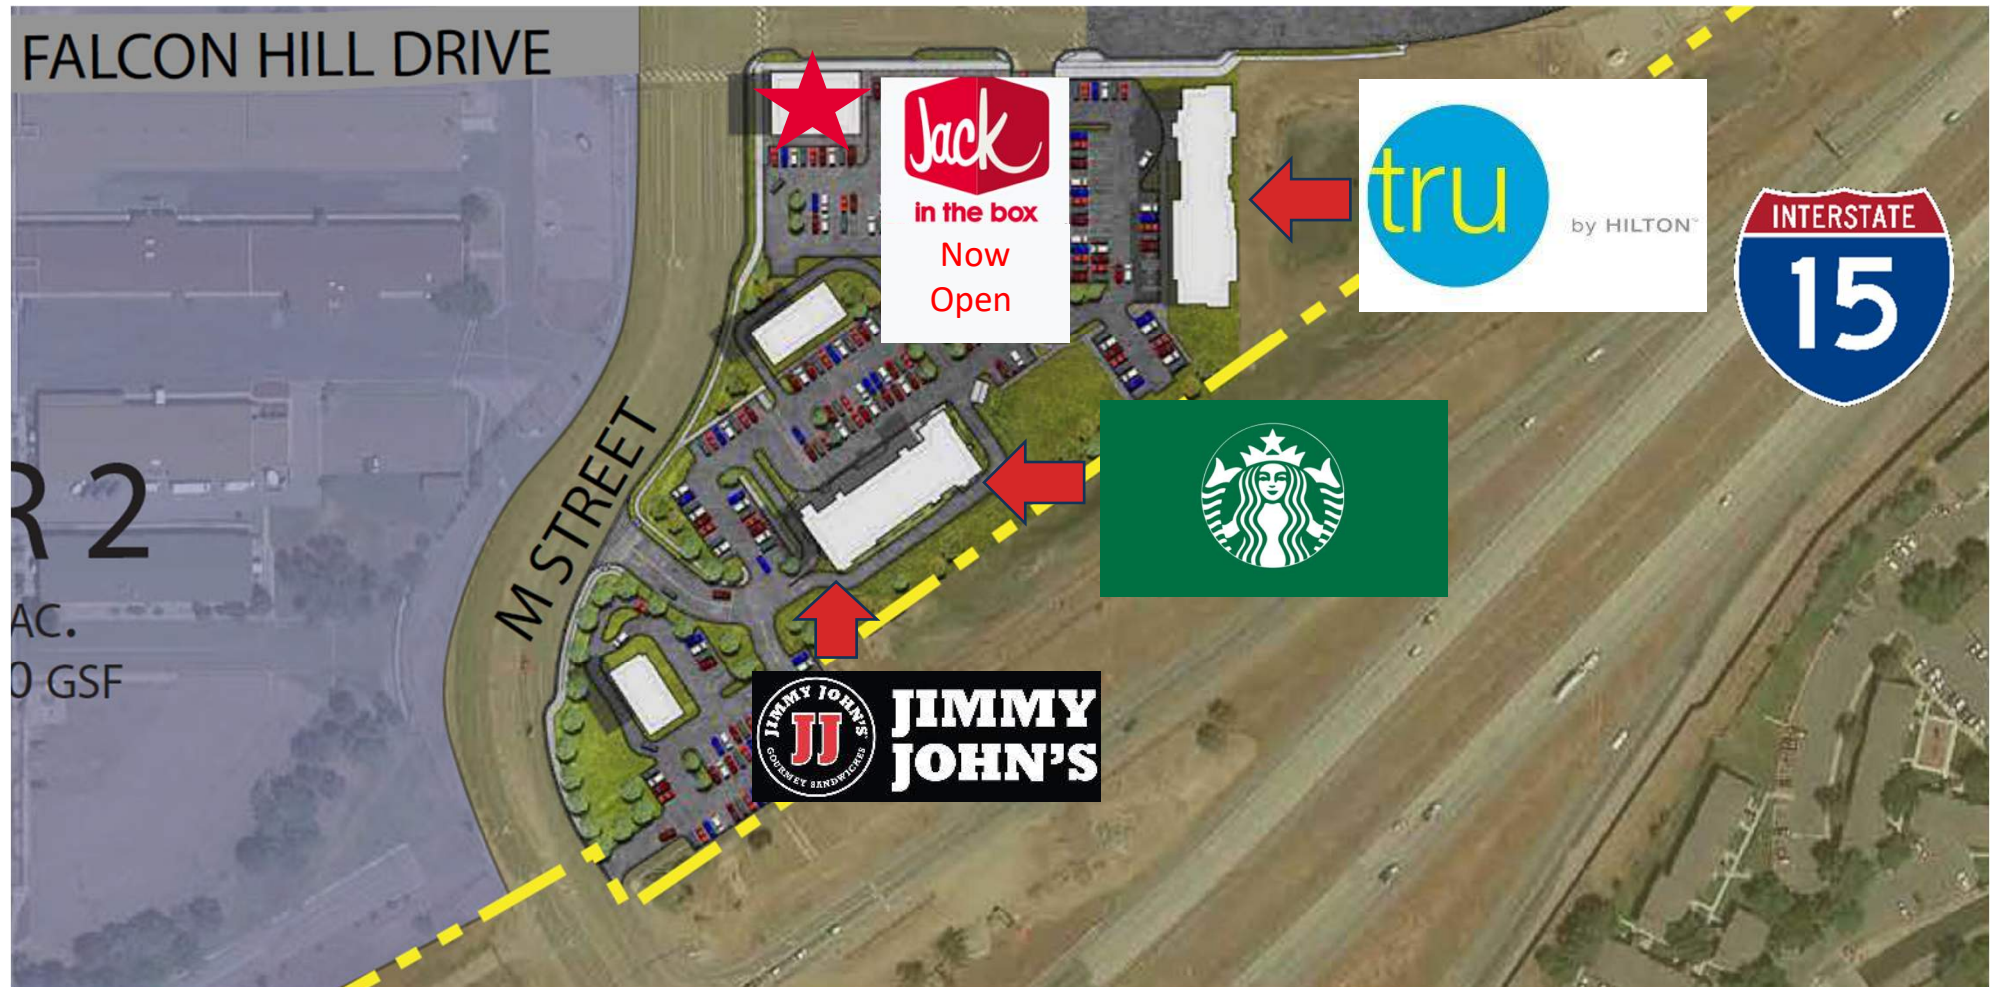 FALCON HILL DRIVE
Jack
in the box
Now
Open
tru
by HILTON™
INTERSTATE
15
M STREET
R 2
AC.
0 GSF
JIMMY JOHN'S
JJ
GOURMET SANDWICHES
JIMMY
JOHN'S